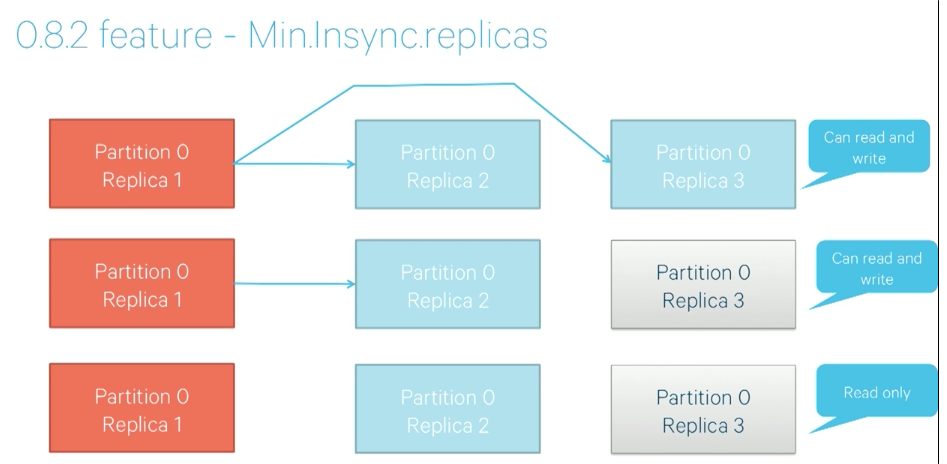 0.8.2 feature - Min.Insync.replicas
Partition 0
Replica 1
Partition 0
Replica 2
Partition 0
Replica 3
Can read and
write
Partition 0
Replica 1
Partition 0
Replica 2
Partition 0
Replica 3
Can read and
write
Partition 0
Replica 1
Partition 0
Replica 2
Partition 0
Replica 3
Read only